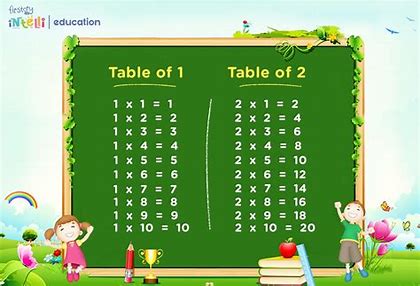 firstcry
intelli education
Table of 1
1 x 1 = 1
1 x 2 = 2
1 x 3 = 3
1 x 4 = 4
1 x 5 = 5
1 x 6 = 6
1 x 7 = 7
1 x 8 = 8
1 x 9 = 9
1 x 10 = 10
Table of 2
2 x 1 = 2
2 x 2 = 4
2 x 3 = 6
2 x 4 = 8
2 x 5 = 10
2 x 6 = 12
2 x 7 = 14
2 x 8 = 16
2 x 9 = 18
2 x 10 = 20